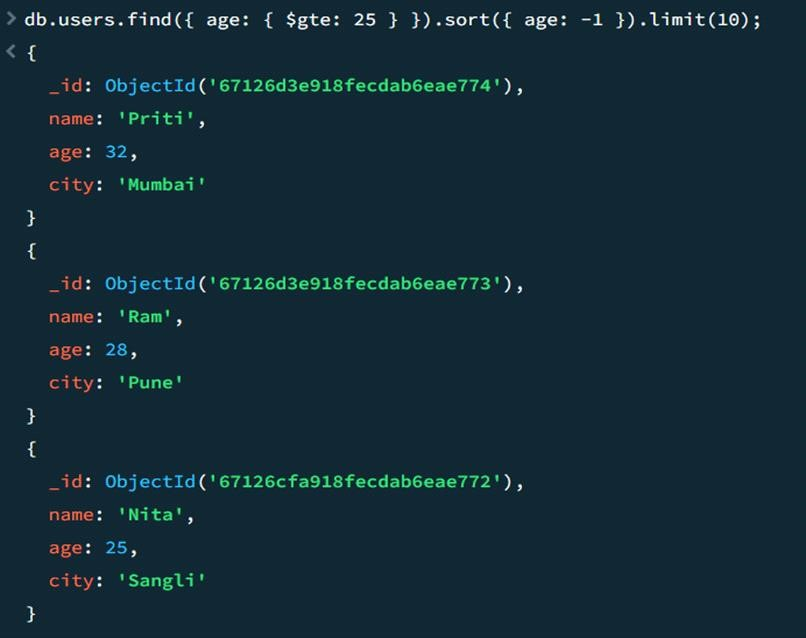 > db.users.find({ age: { $gte: 25 } }).sort({ age: -1 }).limit(10);
< {
_id: ObjectId('67126d3e918fecdab6eae774'),
name: 'Priti',
age: 32,
city: 'Mumbai'
}
{
_id: ObjectId('67126d3e918fecdab6eae773'),
name: 'Ram',
age: 28,
city: 'Pune'
}
{
_id: ObjectId('67126cfa918fecdab6eae772'),
name: 'Nita',
age: 25,
city: 'Sangli'
}